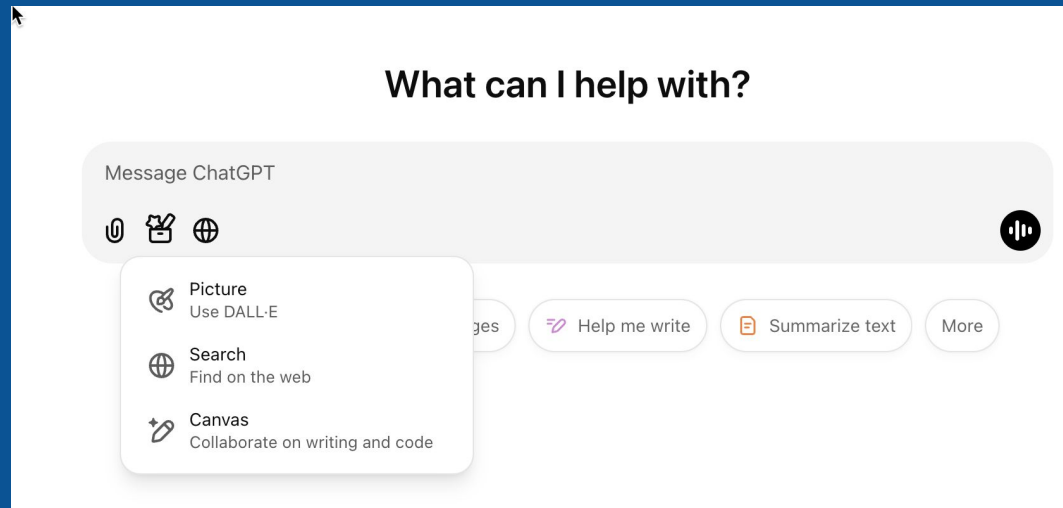 What can I help with?
Message ChatGPT
Picture
Use DALL·E
Search
Find on the web
Canvas
Collaborate on writing and code
Help me write
Summarize text
More